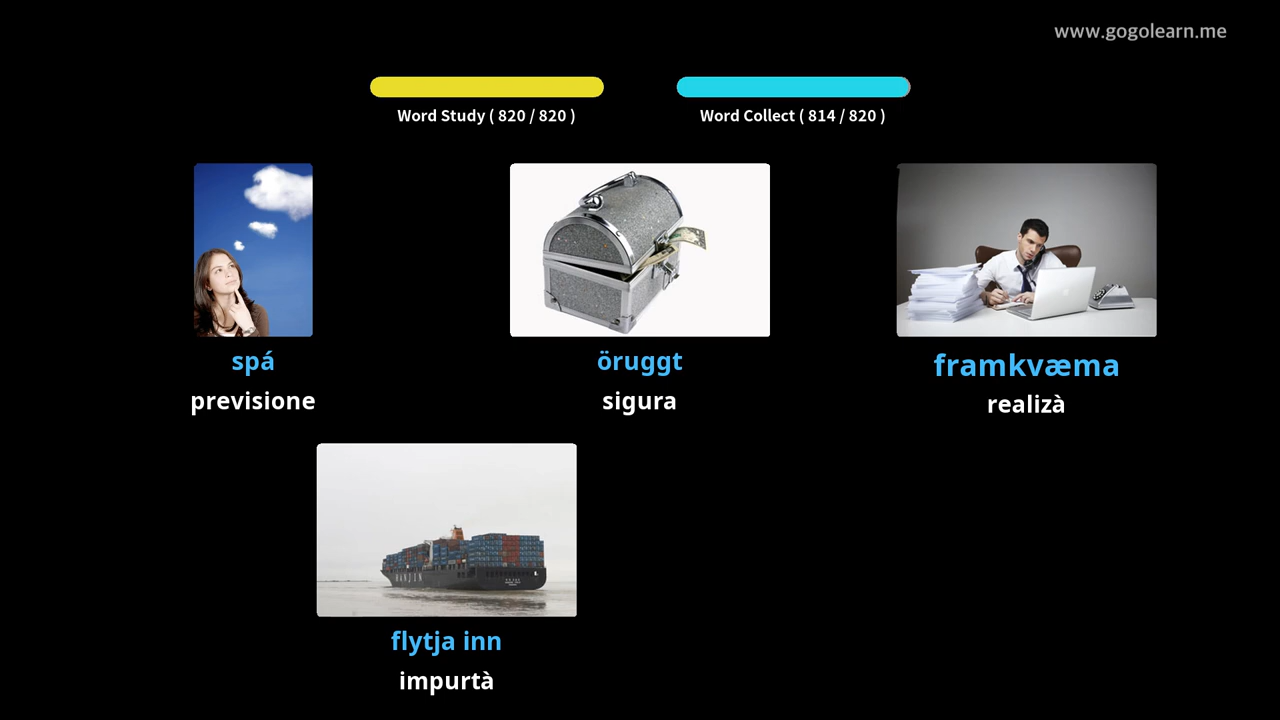 www.gogolearn.me
Word Study ( 820 / 820 )
Word Collect ( 814 / 820 )
spá
previsione
öruggt
sigura
framkvæma
realizà
HANJIN
flytja inn
impurtà